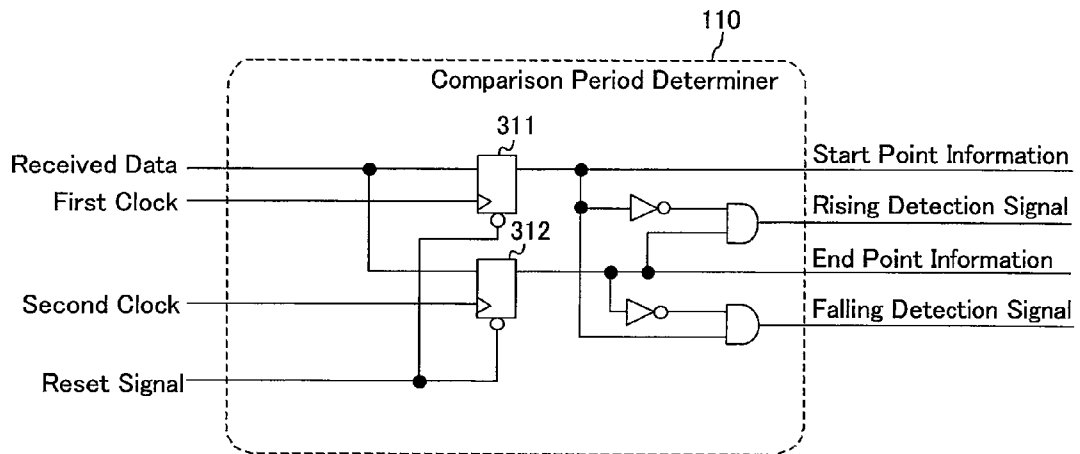 110
Comparison Period Determiner
311
Received Data
Start Point Information
First Clock
Rising Detection Signal
312
End Point Information
Second Clock
Falling Detection Signal
Reset Signal